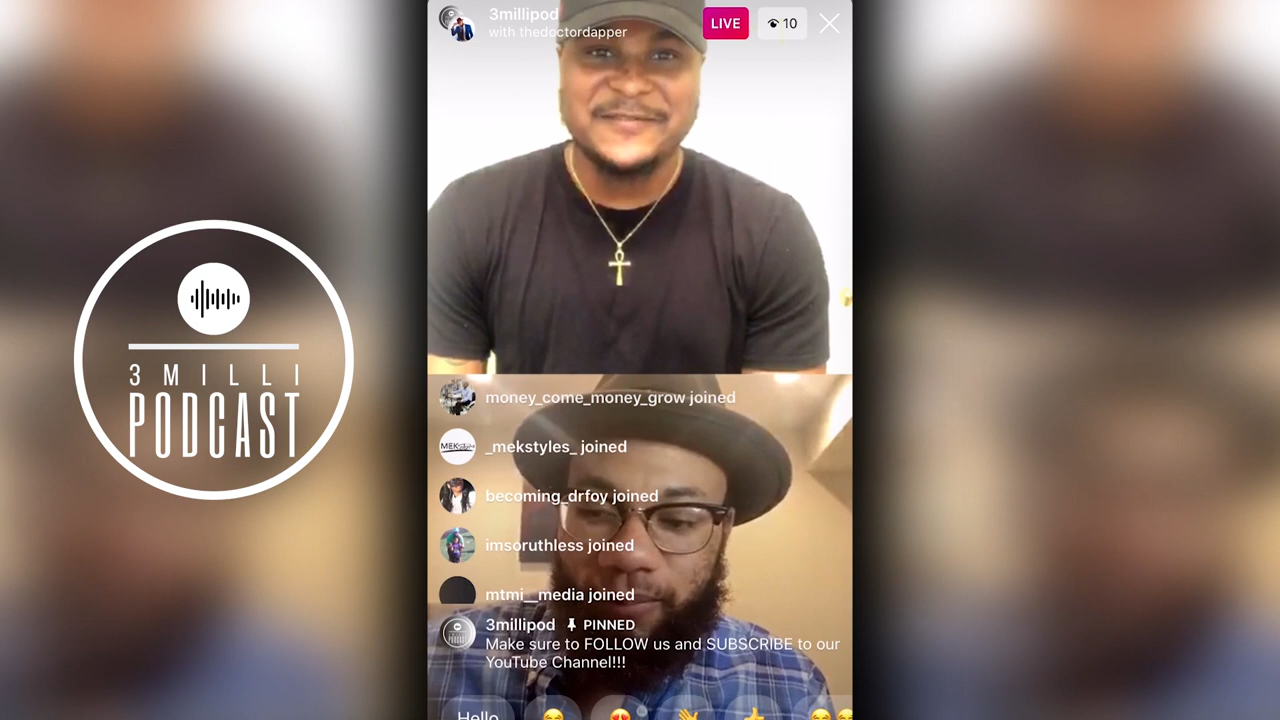 3millipod
with thedoctordapper
LIVE
10
3 MILLI
PODCAST
money_come_money_grow joined
_mekstyles_ joined
becoming_drfoy joined
imsoruthless joined
mtmi__media joined
3millipod PINNED
Make sure to FOLLOW us and SUBSCRIBE to our
YouTube Channel!!!
Hello